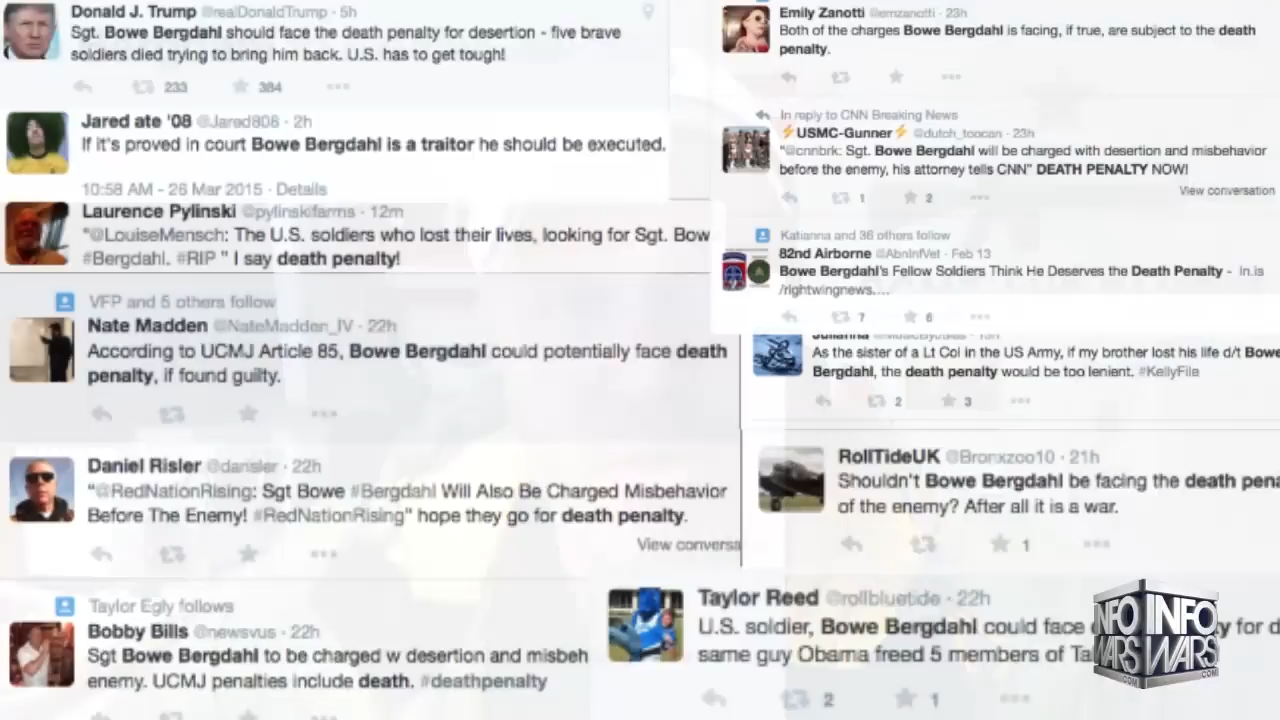 Donald J. Trump @realDonaldTrump · 5h
Sgt. Bowe Bergdahl should face the death penalty for desertion - five brave
soldiers died trying to bring him back. U.S. has to get tough!
233 384
Jared ate '08 @Jared808 · 2h
If it's proved in court Bowe Bergdahl is a traitor he should be executed.
10:58 AM - 26 Mar 2015 · Details
Laurence Pylinski @pylinskifarms · 12m
"@LouiseMensch: The U.S. soldiers who lost their lives, looking for Sgt. Bow
#Bergdahl. #RIP " I say death penalty!
VFP and 5 others follow
Nate Madden @NateMadden_IV · 22h
According to UCMJ Article 85, Bowe Bergdahl could potentially face death
penalty, if found guilty.
Daniel Risler @dansler · 22h
"@RedNationRising: Sgt Bowe #Bergdahl Will Also Be Charged Misbehavior
Before The Enemy! #RedNationRising" hope they go for death penalty.
View conversa
Taylor Egly follows
Bobby Bills @newsvus · 22h
Sgt Bowe Bergdahl to be charged w desertion and misbeh
enemy. UCMJ penalties include death. #deathpenalty
Emily Zanotti @emzanotti · 23h
Both of the charges Bowe Bergdahl is facing, if true, are subject to the death
penalty.
In reply to CNN Breaking News
⚡USMC-Gunner⚡ @dutch_toocan · 23h
"@cnnbrk: Sgt. Bowe Bergdahl will be charged with desertion and misbehavior
before the enemy, his attorney tells CNN" DEATH PENALTY NOW!
View conversation
1 2
Katianna and 36 others follow
82nd Airborne @AbnInfVet · Feb 13
Bowe Bergdahl's Fellow Soldiers Think He Deserves the Death Penalty - ln.is
/rightwingnews....
7 6
Julianna
As the sister of a Lt Col in the US Army, if my brother lost his life d/t Bowe
Bergdahl, the death penalty would be too lenient. #KellyFile
2 3
RollTideUK @Bronxzoo10 · 21h
Shouldn't Bowe Bergdahl be facing the death pena
of the enemy? After all it is a war.
1
Taylor Reed @rollbluetide · 22h
U.S. soldier, Bowe Bergdahl could face y for d
same guy Obama freed 5 members of Ta
2 1
INFO INFO
WARS WARS
.COM .COM